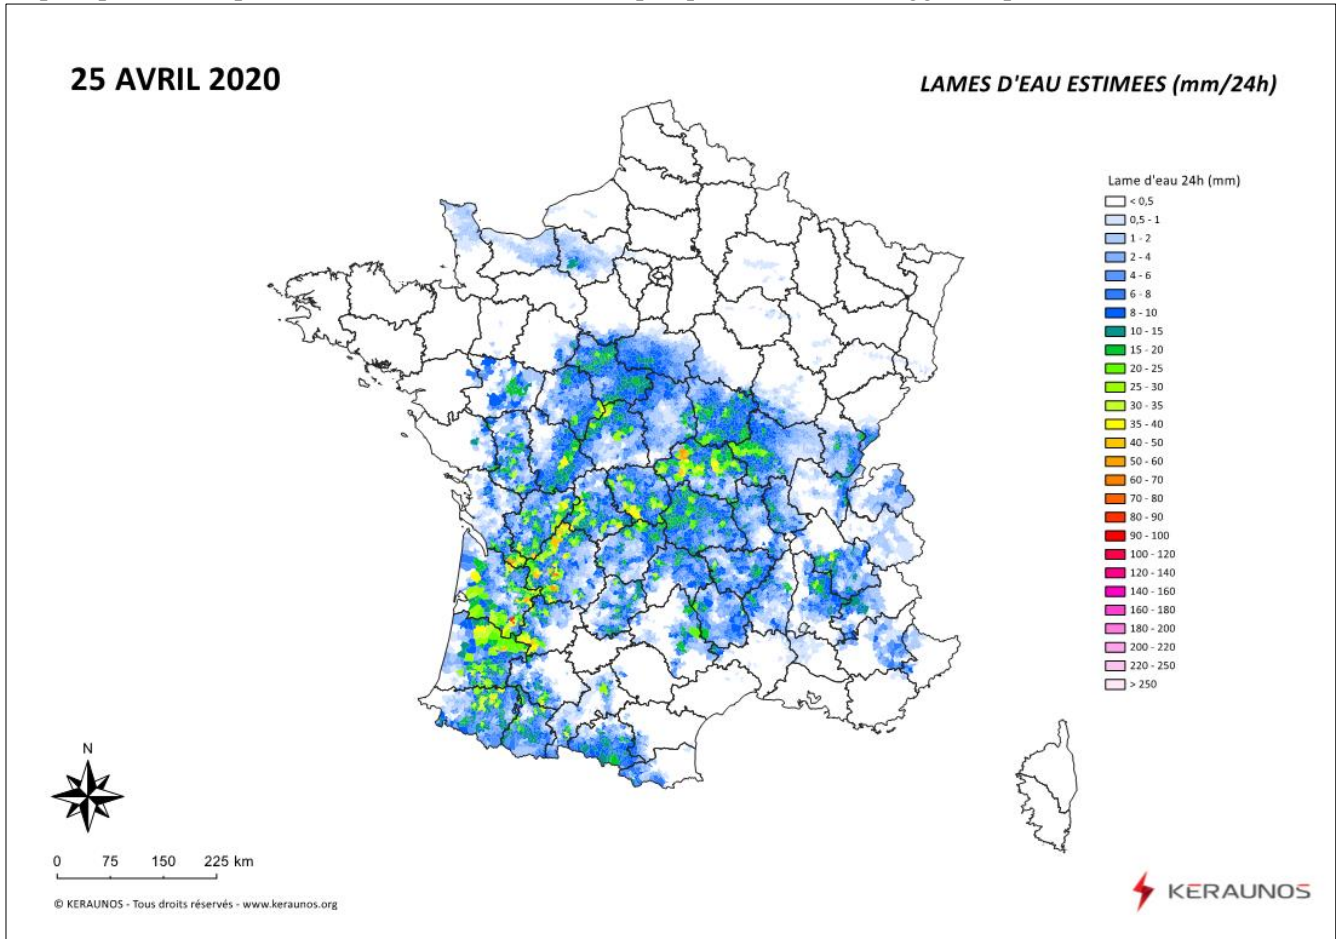 25 AVRIL 2020
LAMES D'EAU ESTIMEES (mm/24h)
Lame d'eau 24h (mm)
< 0,5
0,5 - 1
1 - 2
2 - 4
4 - 6
6 - 8
8 - 10
10 - 15
15 - 20
20 - 25
25 - 30
30 - 35
35 - 40
40 - 50
50 - 60
60 - 70
70 - 80
80 - 90
90 - 100
100 - 120
120 - 140
140 - 160
160 - 180
180 - 200
200 - 220
220 - 250
> 250
N
0 75 150 225 km
© KERAUNOS - Tous droits réservés - www.keraunos.org
KERAUNOS